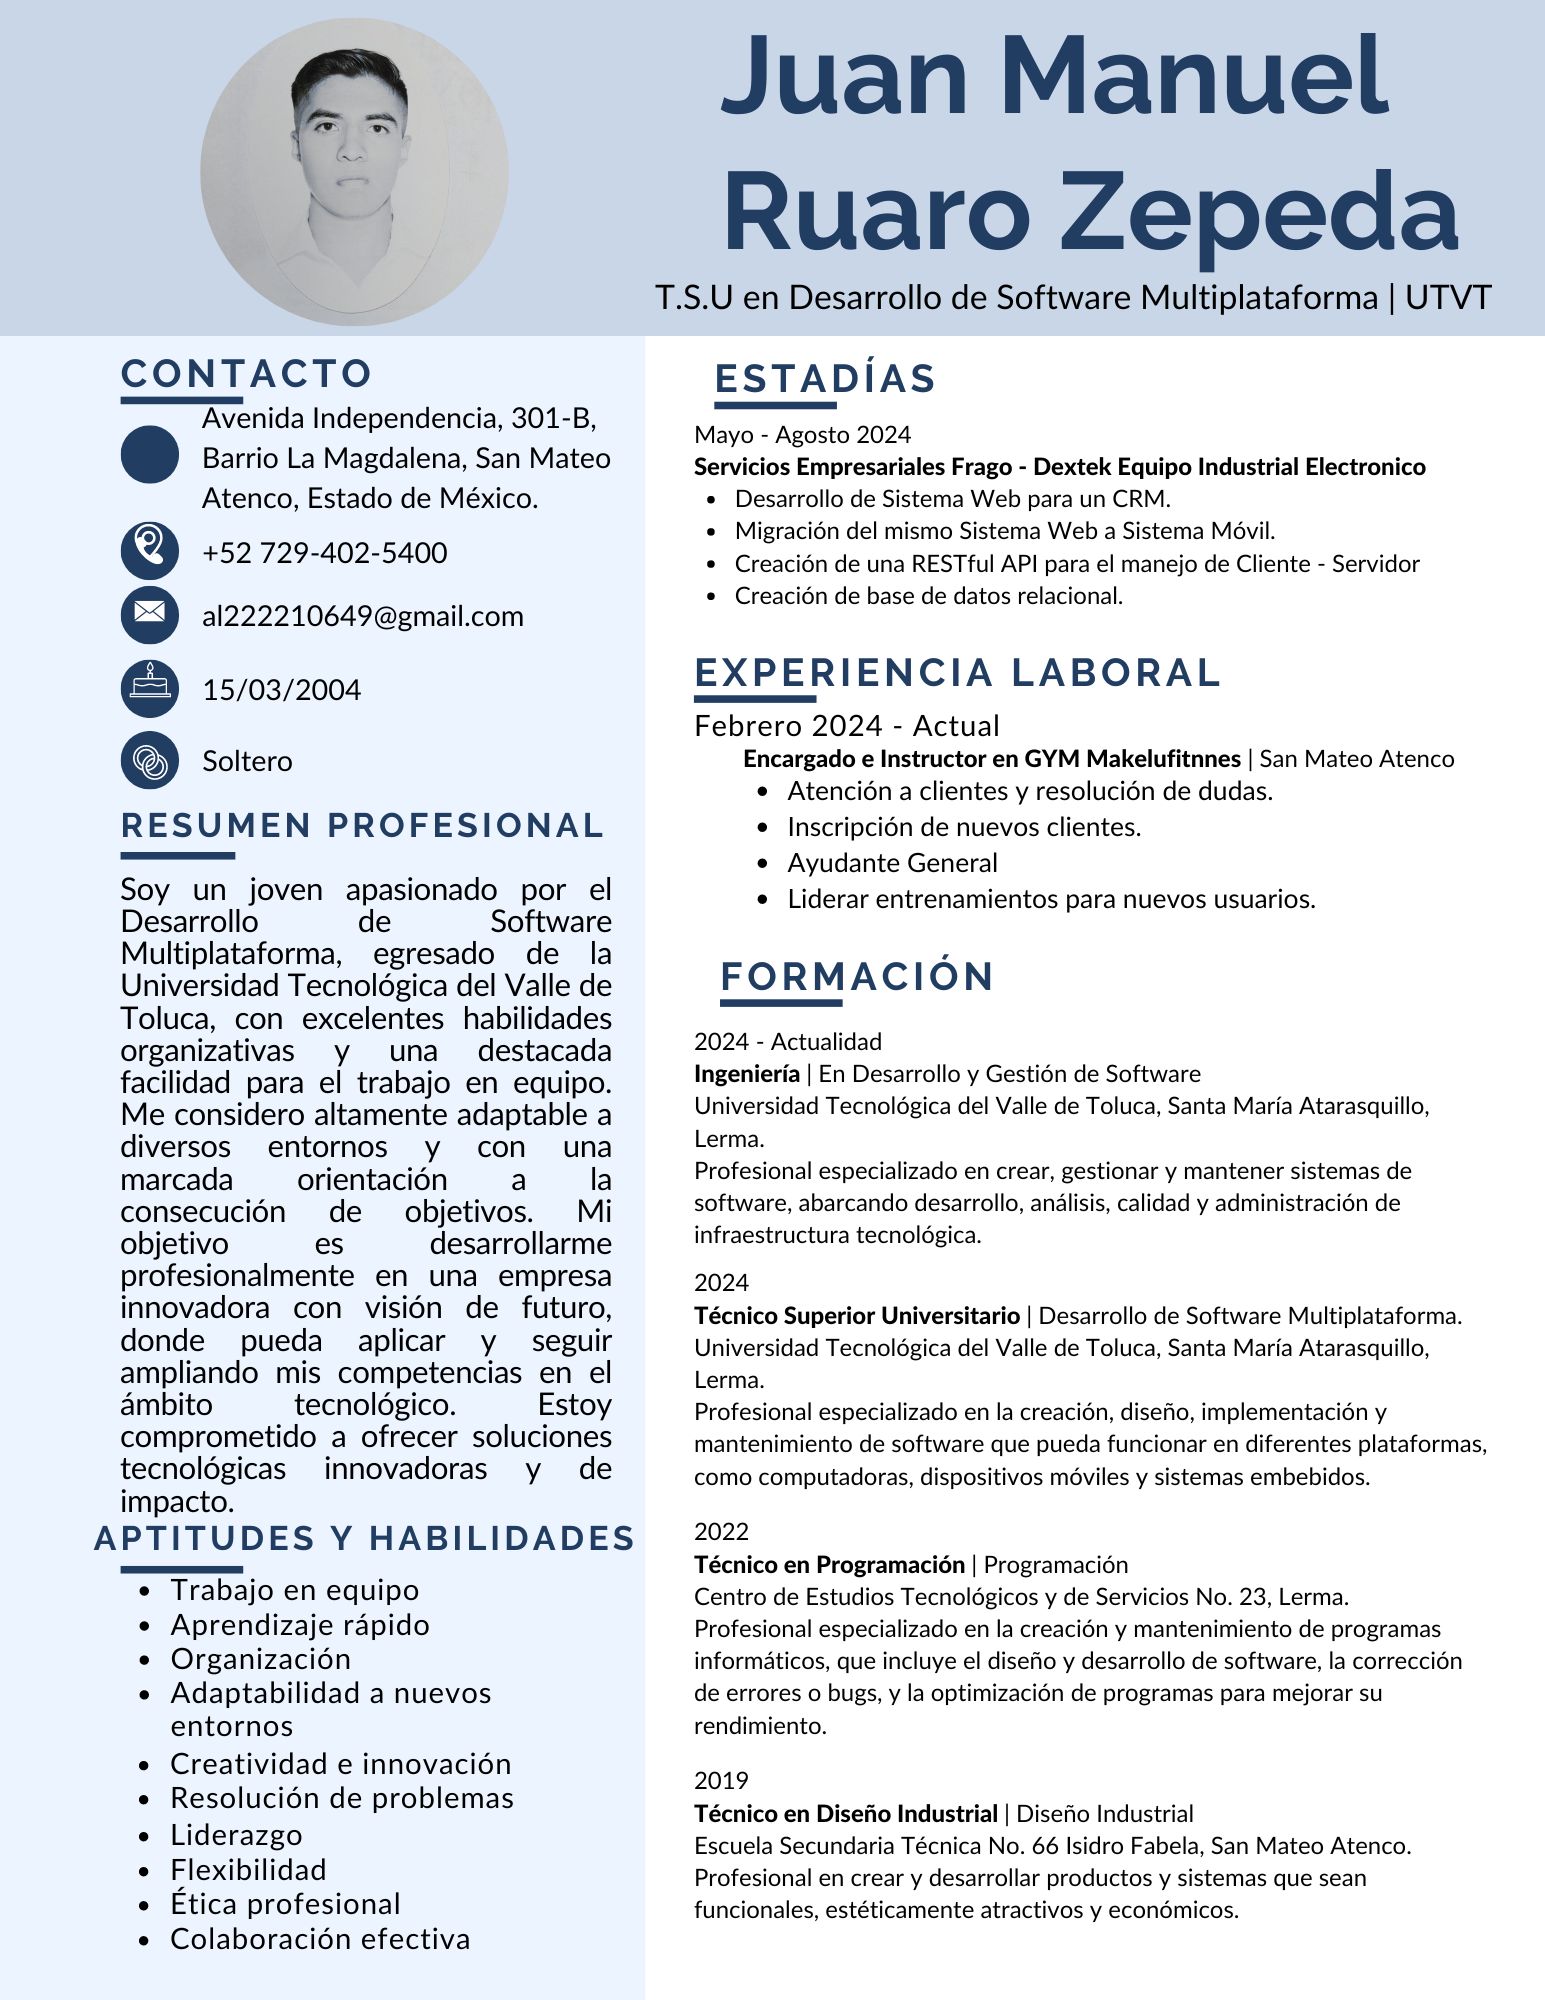 Juan Manuel
Ruaro Zepeda
T.S.U en Desarrollo de Software Multiplataforma | UTVT
CONTACTO
Avenida Independencia, 301-B,
Barrio La Magdalena, San Mateo
Atenco, Estado de México.
+52 729-402-5400
al222210649@gmail.com
15/03/2004
Soltero
RESUMEN PROFESIONAL
Soy un joven apasionado por el
Desarrollo de Software
Multiplataforma, egresado de la
Universidad Tecnológica del Valle de
Toluca, con excelentes habilidades
organizativas y una destacada
facilidad para el trabajo en equipo.
Me considero altamente adaptable a
diversos entornos y con una
marcada orientación a la
consecución de objetivos. Mi
objetivo es desarrollarme
profesionalmente en una empresa
innovadora con visión de futuro,
donde pueda aplicar y seguir
ampliando mis competencias en el
ámbito tecnológico. Estoy
comprometido a ofrecer soluciones
tecnológicas innovadoras y de
impacto.
APTITUDES Y HABILIDADES
• Trabajo en equipo
• Aprendizaje rápido
• Organización
• Adaptabilidad a nuevos
entornos
• Creatividad e innovación
• Resolución de problemas
• Liderazgo
• Flexibilidad
• Ética profesional
• Colaboración efectiva
ESTADÍAS
Mayo - Agosto 2024
Servicios Empresariales Frago - Dextek Equipo Industrial Electronico
• Desarrollo de Sistema Web para un CRM.
• Migración del mismo Sistema Web a Sistema Móvil.
• Creación de una RESTful API para el manejo de Cliente - Servidor
• Creación de base de datos relacional.
EXPERIENCIA LABORAL
Febrero 2024 - Actual
Encargado e Instructor en GYM Makelufitnnes | San Mateo Atenco
• Atención a clientes y resolución de dudas.
• Inscripción de nuevos clientes.
• Ayudante General
• Liderar entrenamientos para nuevos usuarios.
FORMACIÓN
2024 - Actualidad
Ingeniería | En Desarrollo y Gestión de Software
Universidad Tecnológica del Valle de Toluca, Santa María Atarasquillo,
Lerma.
Profesional especializado en crear, gestionar y mantener sistemas de
software, abarcando desarrollo, análisis, calidad y administración de
infraestructura tecnológica.
2024
Técnico Superior Universitario | Desarrollo de Software Multiplataforma.
Universidad Tecnológica del Valle de Toluca, Santa María Atarasquillo,
Lerma.
Profesional especializado en la creación, diseño, implementación y
mantenimiento de software que pueda funcionar en diferentes plataformas,
como computadoras, dispositivos móviles y sistemas embebidos.
2022
Técnico en Programación | Programación
Centro de Estudios Tecnológicos y de Servicios No. 23, Lerma.
Profesional especializado en la creación y mantenimiento de programas
informáticos, que incluye el diseño y desarrollo de software, la corrección
de errores o bugs, y la optimización de programas para mejorar su
rendimiento.
2019
Técnico en Diseño Industrial | Diseño Industrial
Escuela Secundaria Técnica No. 66 Isidro Fabela, San Mateo Atenco.
Profesional en crear y desarrollar productos y sistemas que sean
funcionales, estéticamente atractivos y económicos.